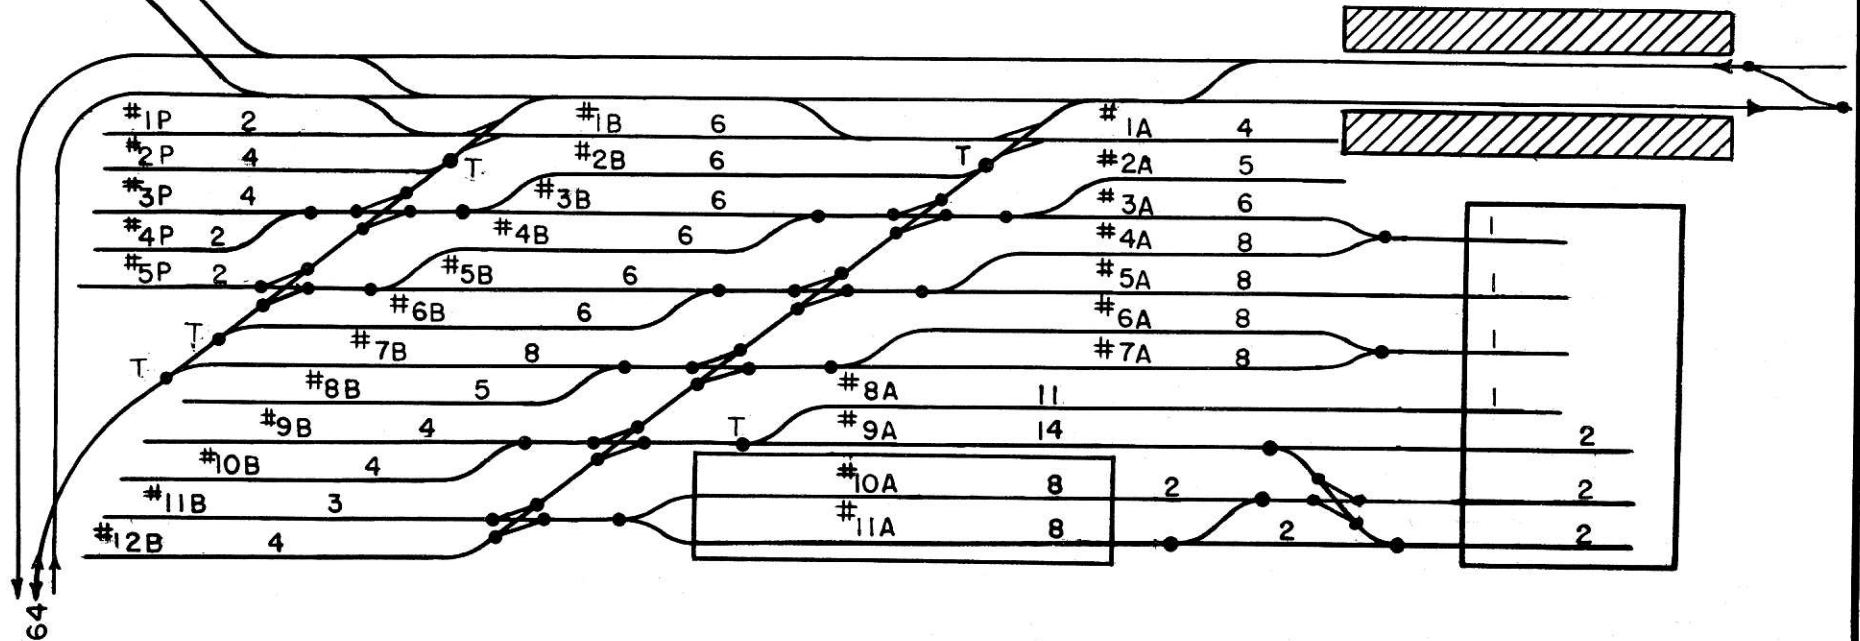 #1P 2 #1B 6 #1A 4
#2P 4 T #2B 6 T #2A 5
#3P 4 #3B 6 #3A 6 1
#4P 2 #4B 6 #4A 8
#5P 2 #5B 6 #5A 8 1
#6B 6 #6A 8
T #7B 8 #7A 8 1
T #8B 5 #8A 11 1
#9B 4 T #9A 14 2
#10B 4 #10A 8 2 2
#11B 3 #11A 8 2 2
#12B 4
64